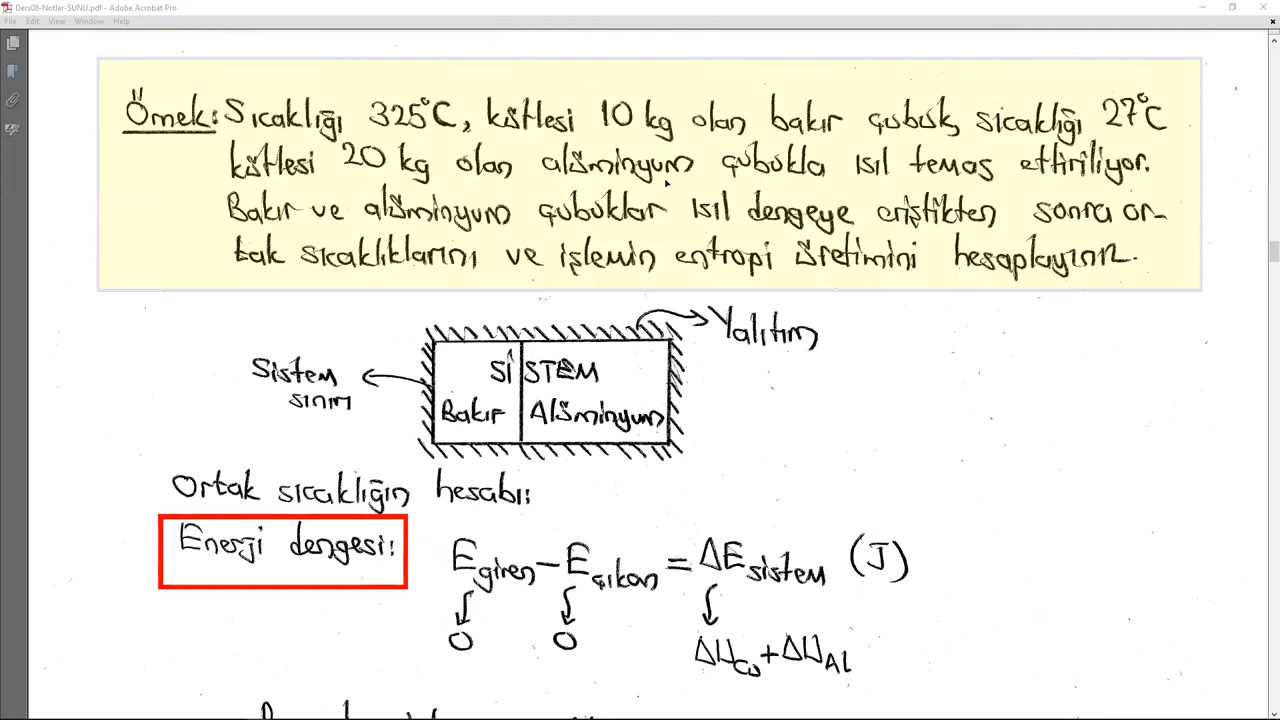 Ders08-Notlar-SUNU.pdf - Adobe Acrobat Pro
File Edit View Window Help
Örnek: Sıcaklığı 325°C, kütlesi 10 kg olan bakır çubuk, sıcaklığı 27°C
kütlesi 20 kg olan alüminyum çubukla ısıl temas ettiriliyor.
Bakır ve alüminyum çubuklar ısıl dengeye eriştikten sonra or-
tak sıcaklıklarını ve işlemin entropi üretimini hesaplayınız.
Yalıtım
Sistem
sınırı
SİSTEM
Bakır Alüminyum
Ortak sıcaklığın hesabı:
Enerji dengesi:
E giren - E çıkan = ΔE sistem (J)
0 0
ΔU Cu + ΔU Al